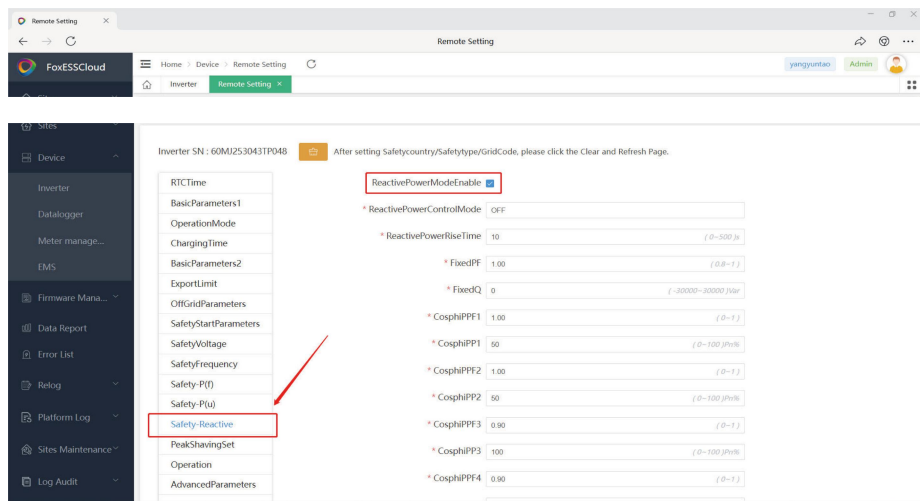 Remote Setting ×
Remote Setting
FoxESSCloud
Home > Device > Remote Setting
yangyuntao Admin
Inverter
Remote Setting ×
Sites
Device
Inverter
Datalogger
Meter manage...
EMS
Firmware Mana...
Data Report
Error List
Relog
Platform Log
Sites Maintenance
Log Audit
Inverter SN : 60MJ253043TP048
After setting Safetycountry/Safetytype/GridCode, please click the Clear and Refresh Page.
RTCTime
BasicParameters1
OperationMode
ChargingTime
BasicParameters2
ExportLimit
OffGridParameters
SafetyStartParameters
SafetyVoltage
SafetyFrequency
Safety-P(f)
Safety-P(u)
Safety-Reactive
PeakShavingSet
Operation
AdvancedParameters
ReactivePowerModeEnable
* ReactivePowerControlMode OFF
* ReactivePowerRiseTime 10 ( 0~500 )s
* FixedPF 1.00 ( 0.8~1 )
* FixedQ 0 ( -30000~30000 )Var
* CosphiPPF1 1.00 ( 0~1 )
* CosphiPP1 50 ( 0~100 )Pn%
* CosphiPPF2 1.00 ( 0~1 )
* CosphiPP2 50 ( 0~100 )Pn%
* CosphiPPF3 0.90 ( 0~1 )
* CosphiPP3 100 ( 0~100 )Pn%
* CosphiPPF4 0.90 ( 0~1 )